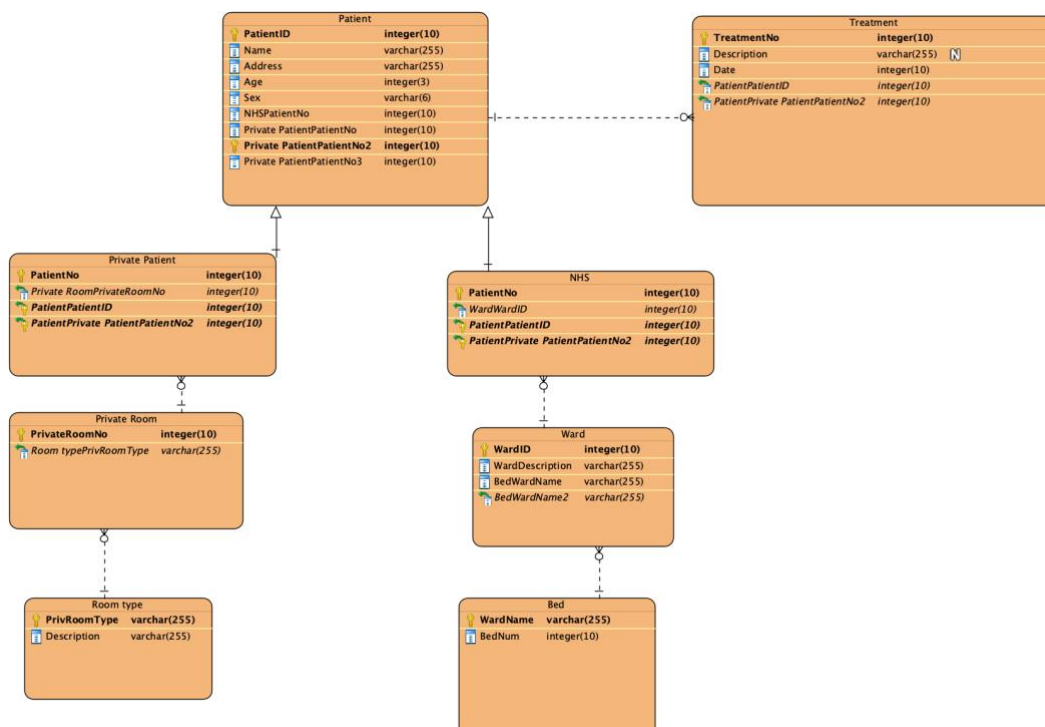 Patient
PatientID integer(10)
Name varchar(255)
Address varchar(255)
Age integer(3)
Sex varchar(6)
NHSPatientNo integer(10)
Private PatientPatientNo integer(10)
Private PatientPatientNo2 integer(10)
Private PatientPatientNo3 integer(10)
Treatment
TreatmentNo integer(10)
Description varchar(255) N
Date integer(10)
PatientPatientID integer(10)
PatientPrivate PatientPatientNo2 integer(10)
Private Patient
PatientNo integer(10)
Private RoomPrivateRoomNo integer(10)
PatientPatientID integer(10)
PatientPrivate PatientPatientNo2 integer(10)
NHS
PatientNo integer(10)
WardWardID integer(10)
PatientPatientID integer(10)
PatientPrivate PatientPatientNo2 integer(10)
Private Room
PrivateRoomNo integer(10)
Room typePrivRoomType varchar(255)
Ward
WardID integer(10)
WardDescription varchar(255)
BedWardName varchar(255)
BedWardName2 varchar(255)
Room type
PrivRoomType varchar(255)
Description varchar(255)
Bed
WardName varchar(255)
BedNum integer(10)